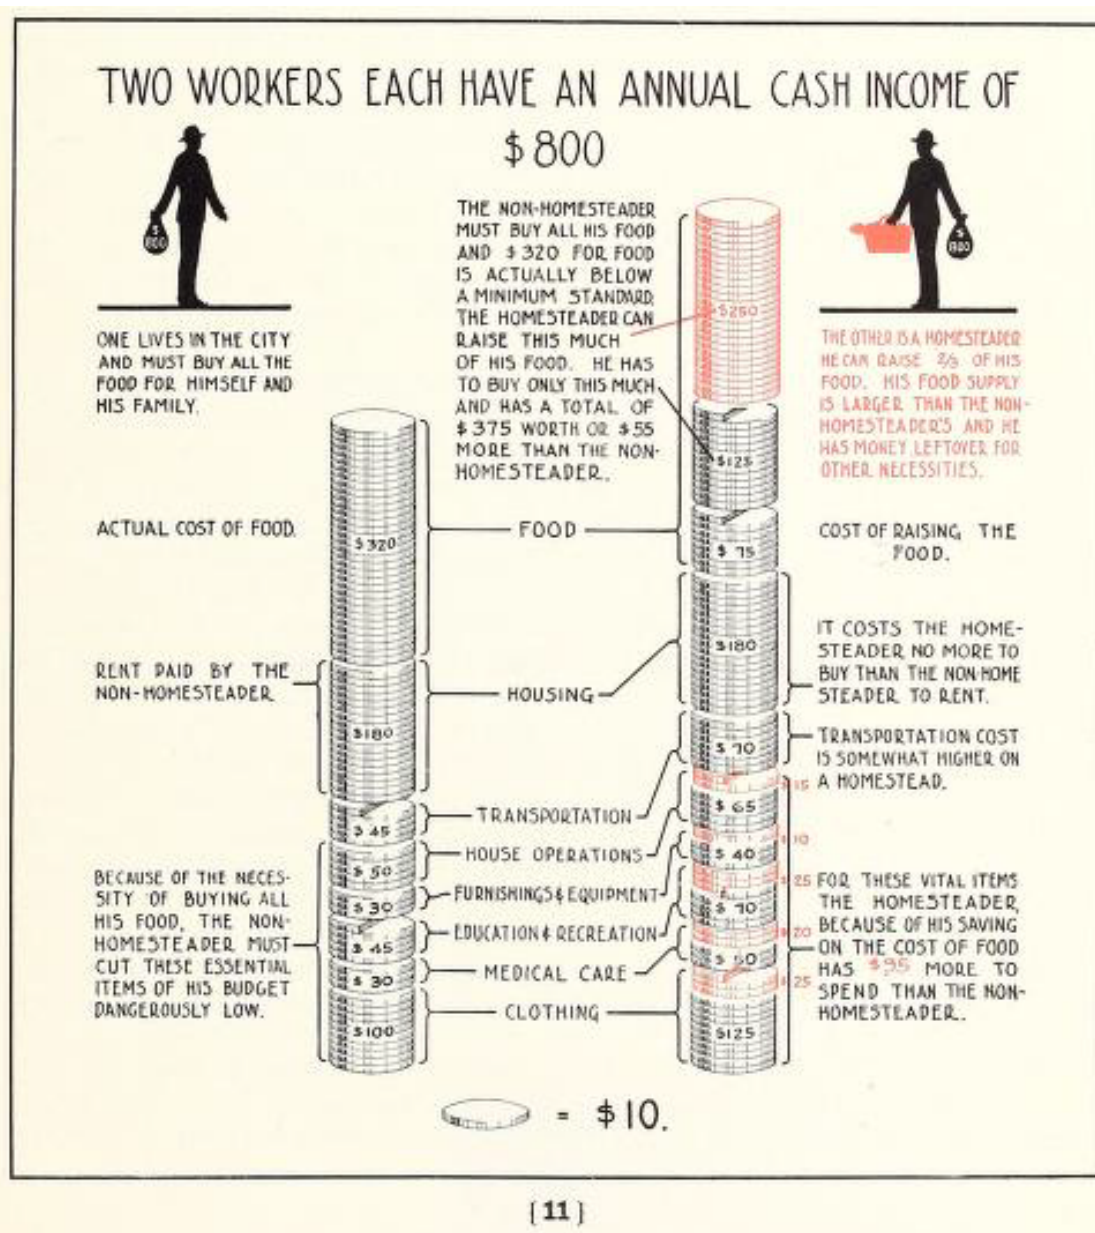 TWO WORKERS EACH HAVE AN ANNUAL CASH INCOME OF
$800
$
800
ONE LIVES IN THE CITY
AND MUST BUY ALL THE
FOOD FOR HIMSELF AND
HIS FAMILY.
THE NON-HOMESTEADER
MUST BUY ALL HIS FOOD
AND $320 FOR FOOD
IS ACTUALLY BELOW
A MINIMUM STANDARD.
THE HOMESTEADER CAN
RAISE THIS MUCH
OF HIS FOOD. HE HAS
TO BUY ONLY THIS MUCH
AND HAS A TOTAL OF
$375 WORTH OR $55
MORE THAN THE NON-
HOMESTEADER.
$
800
THE OTHER IS A HOMESTEADER
HE CAN RAISE 2/3 OF HIS
FOOD. HIS FOOD SUPPLY
IS LARGER THAN THE NON-
HOMESTEADER'S AND HE
HAS MONEY LEFTOVER FOR
OTHER NECESSITIES.
$250
$125
ACTUAL COST OF FOOD.
$320
FOOD
$75
COST OF RAISING THE
FOOD.
RENT PAID BY THE
NON-HOMESTEADER
$180
HOUSING
$180
IT COSTS THE HOME-
STEADER NO MORE TO
BUY THAN THE NON-HOME
STEADER TO RENT.
$45
TRANSPORTATION
$70
TRANSPORTATION COST
IS SOMEWHAT HIGHER ON
A HOMESTEAD.
BECAUSE OF THE NECES-
SITY OF BUYING ALL
HIS FOOD, THE NON-
HOMESTEADER MUST
CUT THESE ESSENTIAL
ITEMS OF HIS BUDGET
DANGEROUSLY LOW.
$50
HOUSE OPERATIONS
$65
$15
$30
FURNISHINGS & EQUIPMENT
$40
$10
$45
EDUCATION & RECREATION
$70
$25
$30
MEDICAL CARE
$50
$20
$100
CLOTHING
$125
$25
FOR THESE VITAL ITEMS
THE HOMESTEADER,
BECAUSE OF HIS SAVING
ON THE COST OF FOOD
HAS $95 MORE TO
SPEND THAN THE NON-
HOMESTEADER.
= $10.
[11]